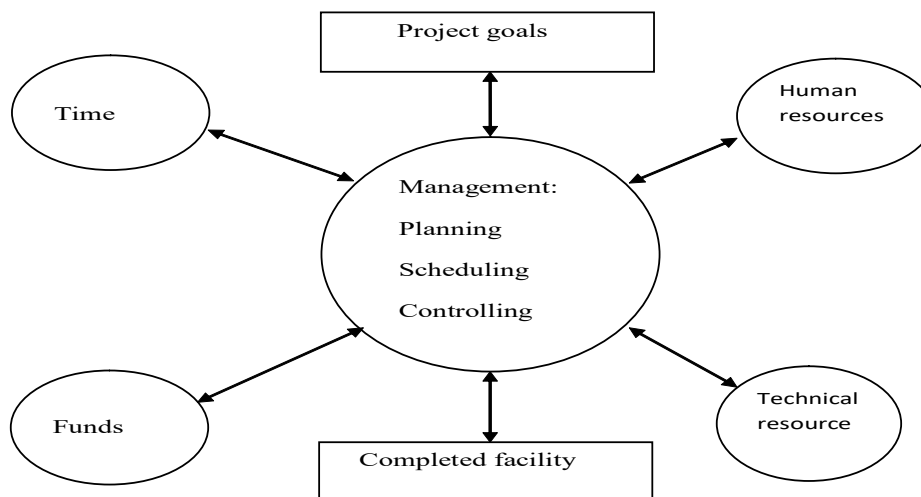 Project goals
Time
Human
resources
Management:
Planning
Scheduling
Controlling
Funds
Technical
resource
Completed facility